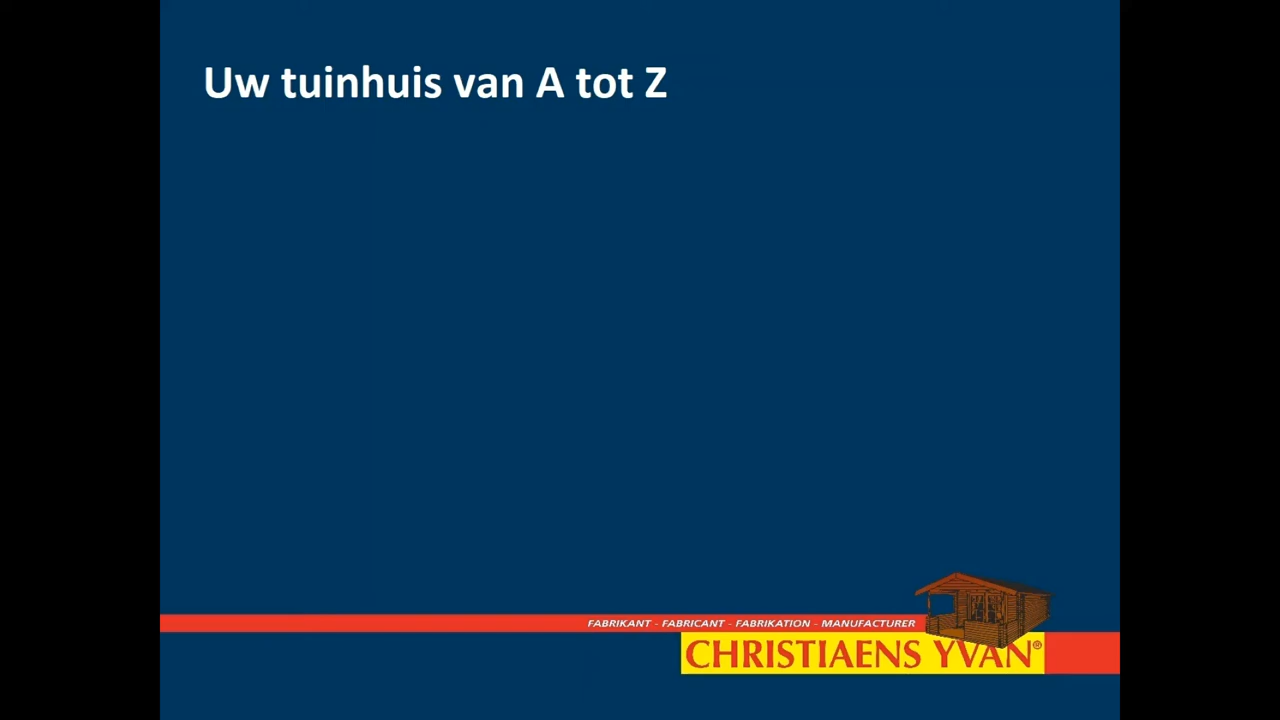 Uw tuinhuis van A tot Z
FABRIKANT - FABRICANT - FABRIKATION - MANUFACTURER
CHRISTIAENS YVAN®